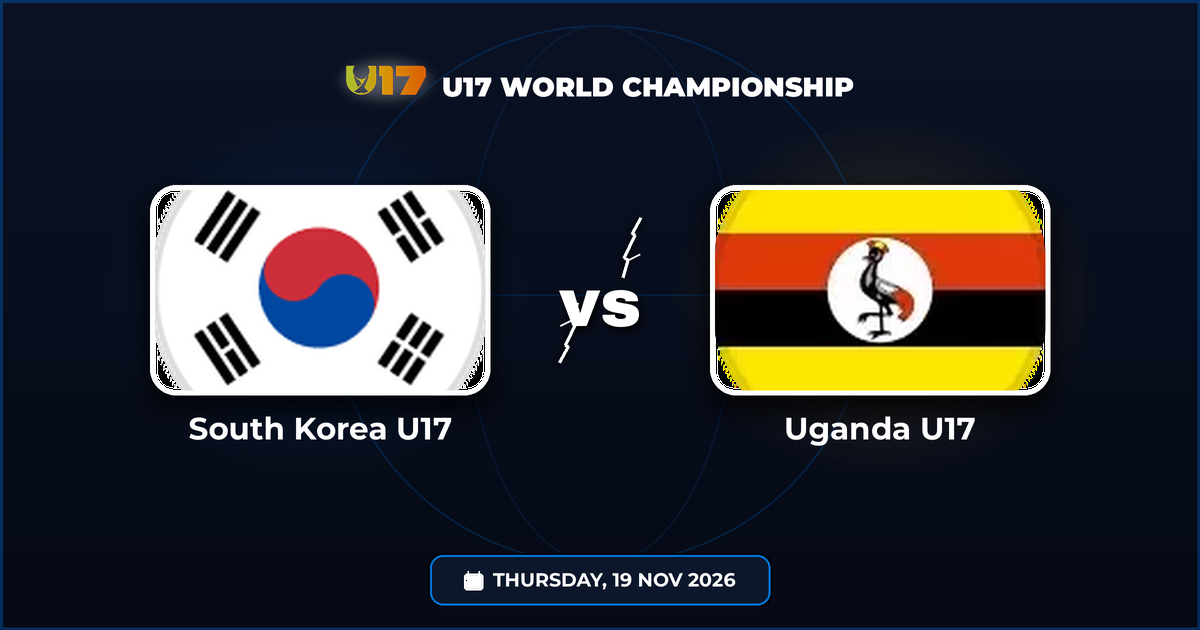 U17 U17 WORLD CHAMPIONSHIP
VS
South Korea U17
Uganda U17
THURSDAY, 19 NOV 2026